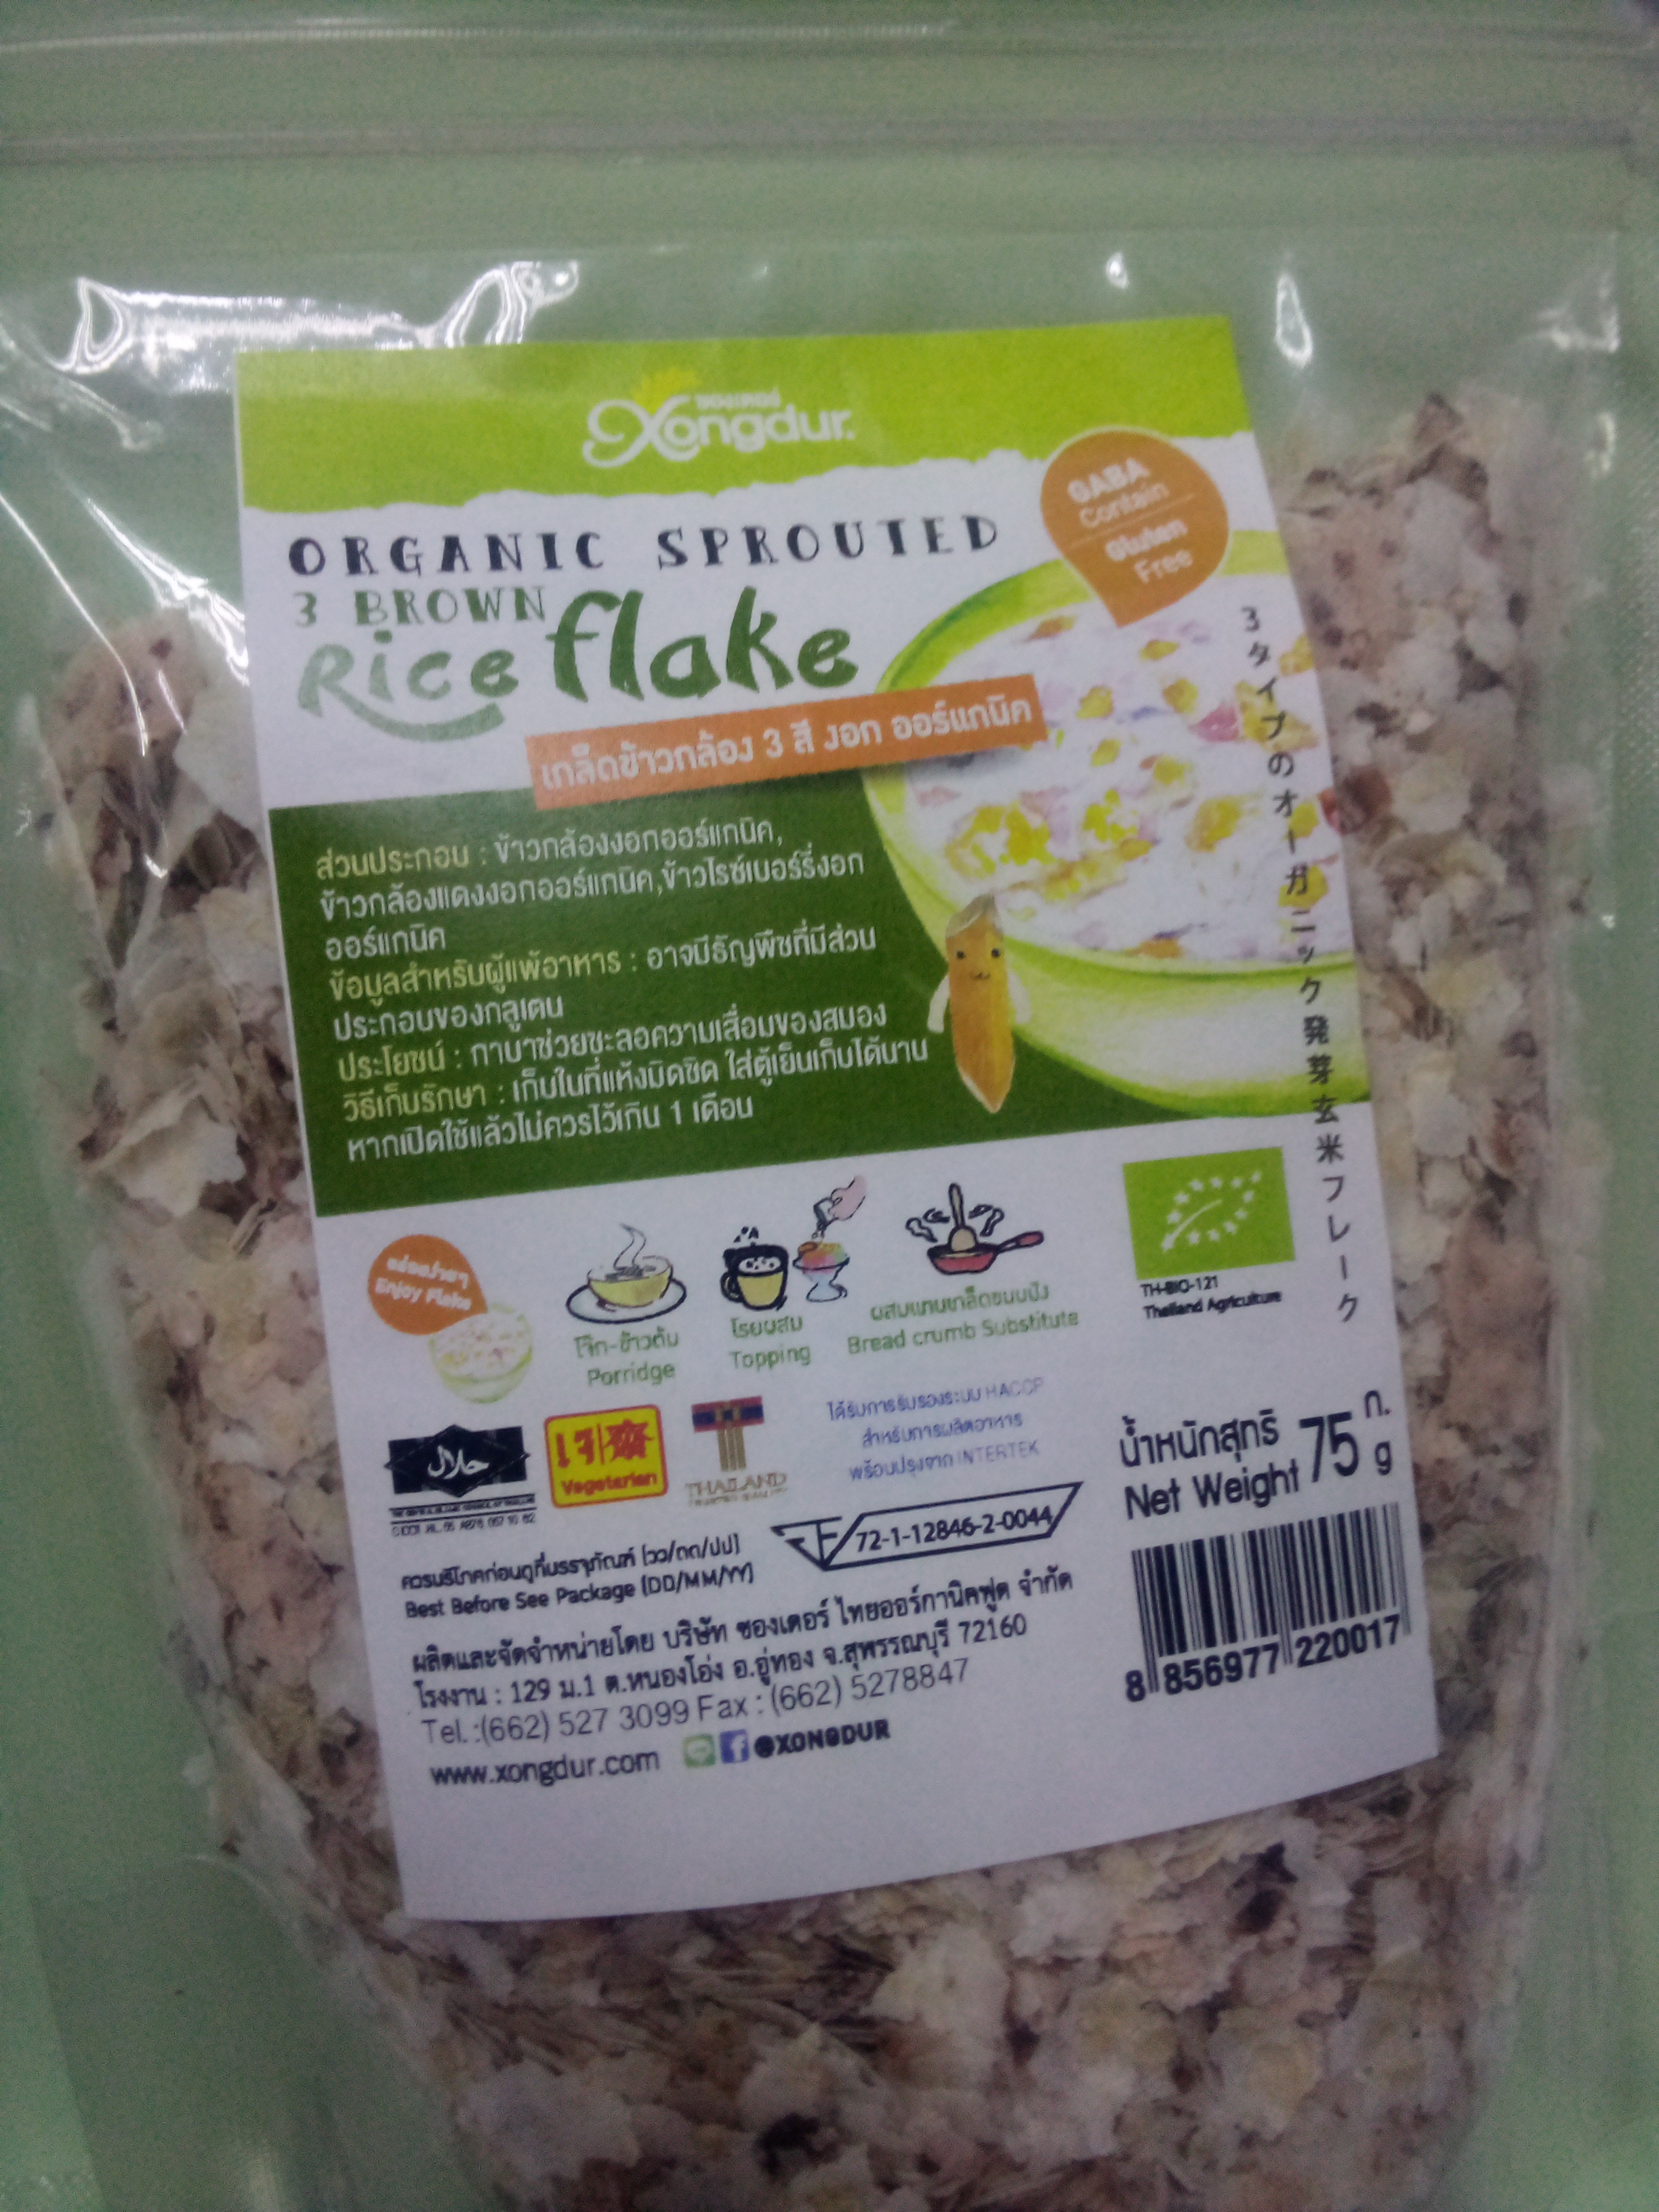 ซองเดอร์
Xongdur.
GABA
Contain
Gluten
Free
ORGANIC SPROUTED
3 BROWN
Rice flake
เกล็ดข้าวกล้อง 3 สี งอก ออร์แกนิค
3タイプのオーガニック発芽玄米フレーク
ส่วนประกอบ : ข้าวกล้องงอกออร์แกนิค,
ข้าวกล้องแดงงอกออร์แกนิค,ข้าวไรซ์เบอร์รี่งอก
ออร์แกนิค
ข้อมูลสำหรับผู้แพ้อาหาร : อาจมีธัญพืชที่มีส่วน
ประกอบของกลูเตน
ประโยชน์ : กาบาช่วยชะลอความเสื่อมของสมอง
วิธีเก็บรักษา : เก็บในที่แห้งมิดชิด ใส่ตู้เย็นเก็บได้นาน
หากเปิดใช้แล้วไม่ควรไว้เกิน 1 เดือน
อร่อยง่ายๆ
Enjoy Flake
โจ๊ก-ข้าวต้ม
Porridge
โรยผสม
Topping
ผสมแทนเกล็ดขนมปัง
Bread crumb Substitute
TH-BIO-121
Thailand Agriculture
حلال
เจ
Vegetarian
THAILAND
ได้รับการรับรองระบบ HACCP
สำหรับการผลิตอาหาร
พร้อมปรุงจาก INTERTEK
น้ำหนักสุทธิ 75 ก.
Net Weight g
72-1-12846-2-0044
ควรบริโภคก่อนดูที่บรรจุภัณฑ์ (วว/ดด/ปป)
Best Before See Package (DD/MM/YY)
ผลิตและจัดจำหน่ายโดย บริษัท ซองเดอร์ ไทยออร์กานิคฟูด จำกัด
โรงงาน : 129 ม.1 ต.หนองโอ่ง อ.อู่ทอง จ.สุพรรณบุรี 72160
Tel. :(662) 527 3099 Fax : (662) 5278847
www.xongdur.com @XONGDUR
8 856977 220017